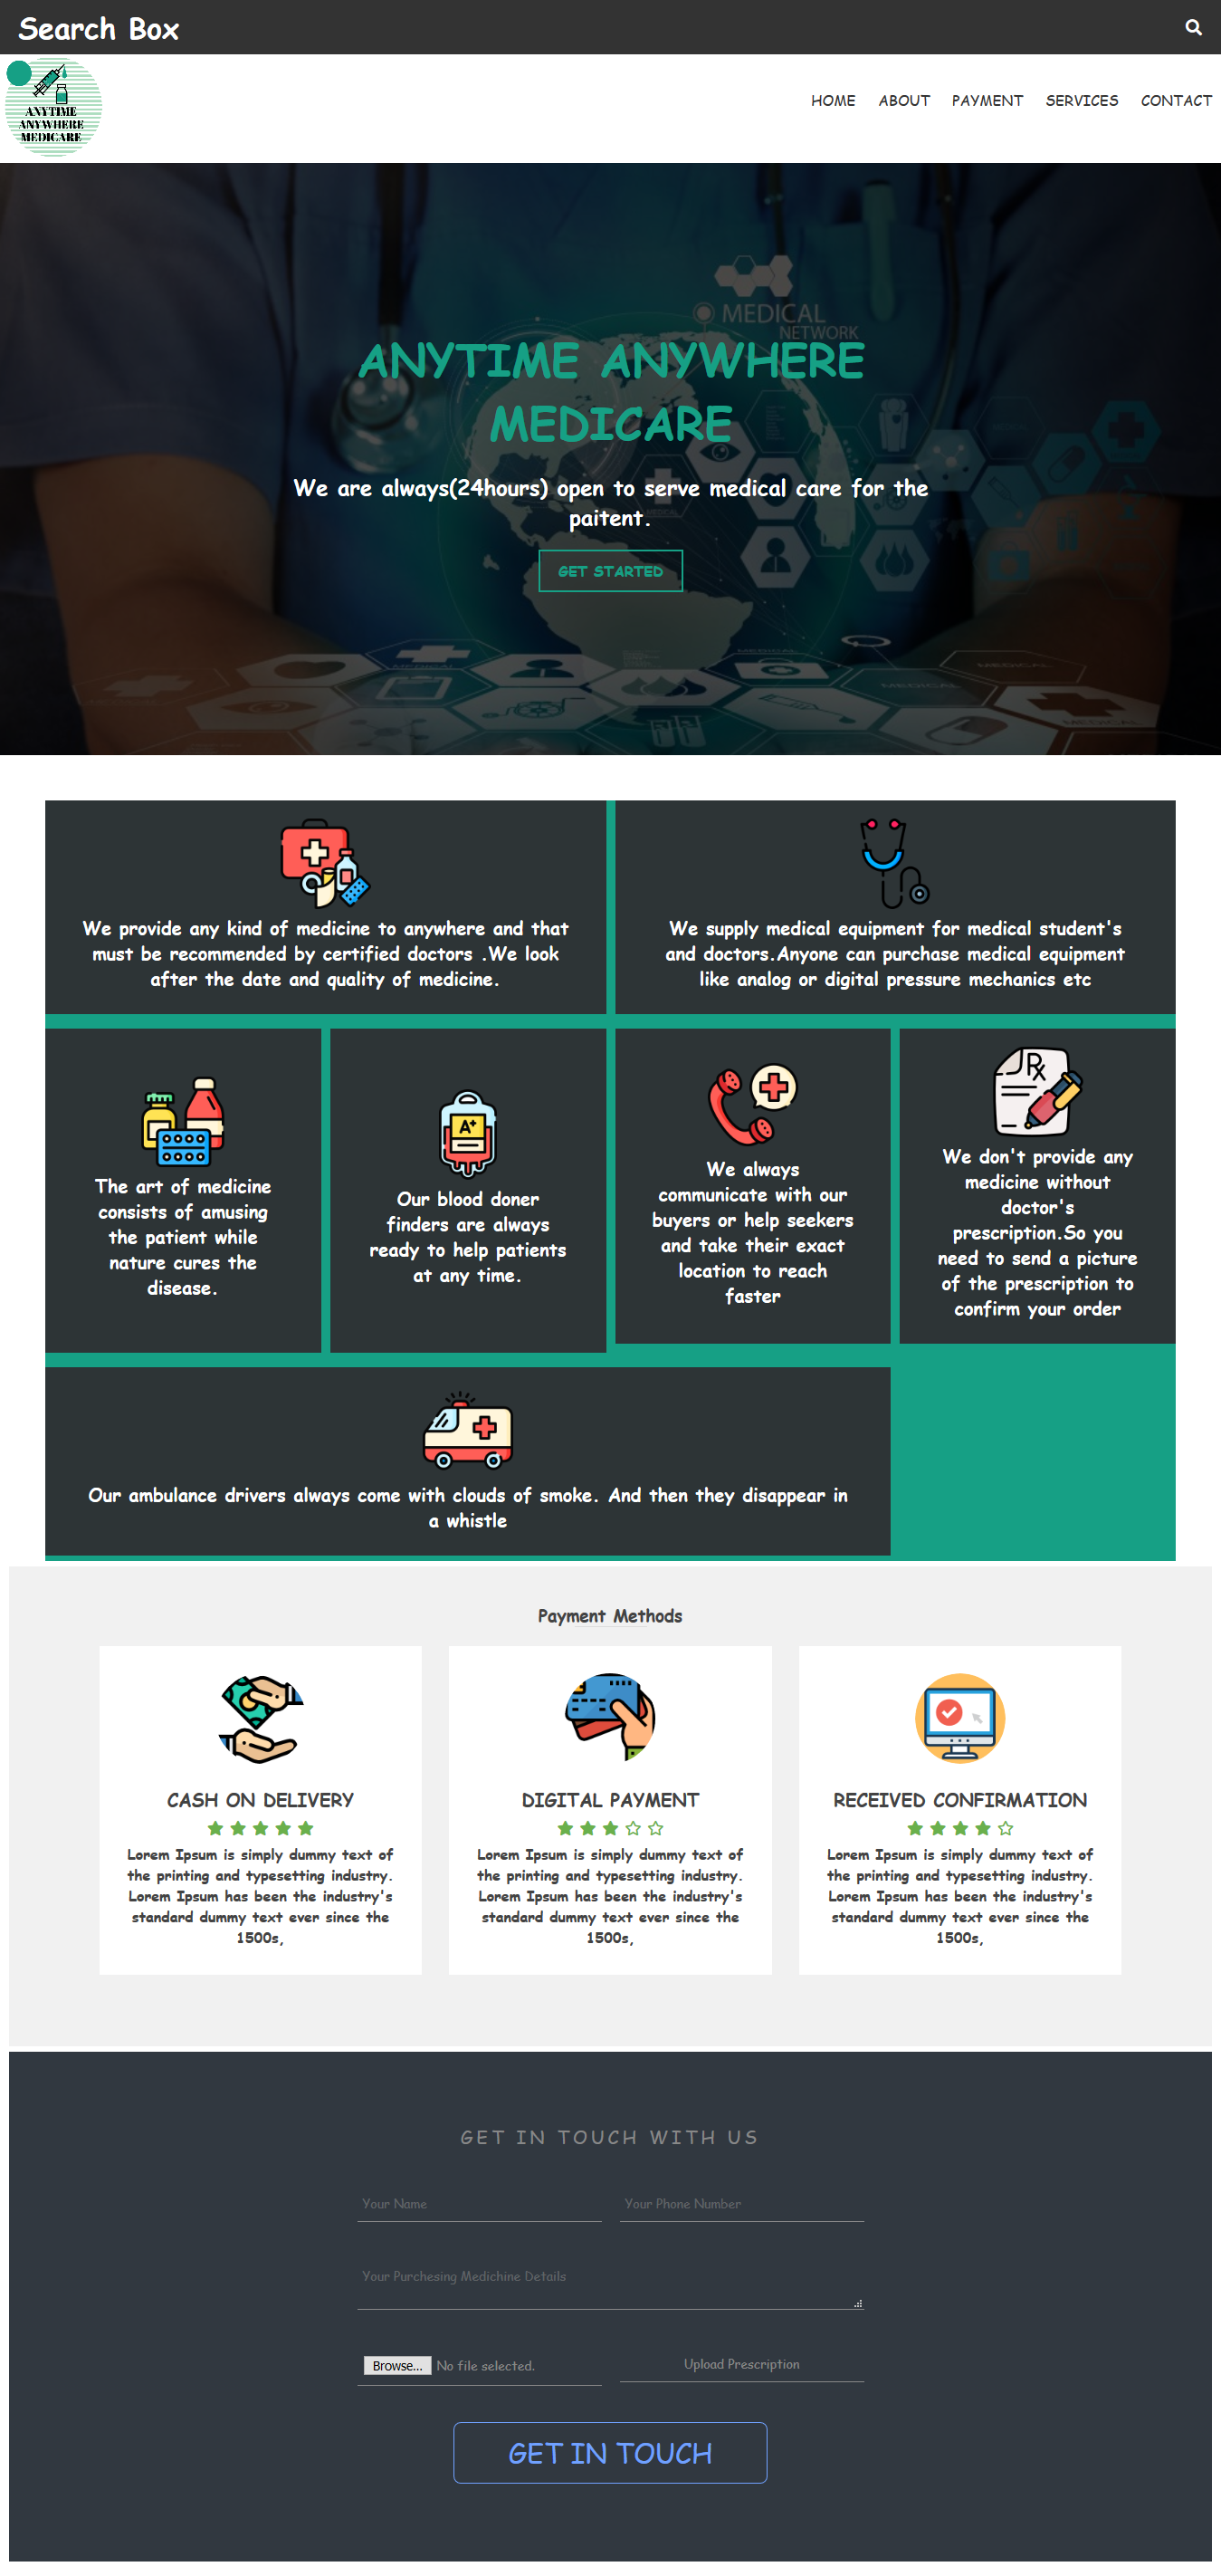 Search Box
ANYTIME
ANYWHERE
MEDICARE
HOME ABOUT PAYMENT SERVICES CONTACT
MEDICAL
NETWORK
ANYTIME ANYWHERE
MEDICARE
We are always(24hours) open to serve medical care for the
paitent.
GET STARTED
We provide any kind of medicine to anywhere and that
must be recommended by certified doctors .We look
after the date and quality of medicine.
We supply medical equipment for medical student's
and doctors.Anyone can purchase medical equipment
like analog or digital pressure mechanics etc
The art of medicine
consists of amusing
the patient while
nature cures the
disease.
A+
Our blood doner
finders are always
ready to help patients
at any time.
We always
communicate with our
buyers or help seekers
and take their exact
location to reach
faster
Rx
We don't provide any
medicine without
doctor's
prescription.So you
need to send a picture
of the prescription to
confirm your order
Our ambulance drivers always come with clouds of smoke. And then they disappear in
a whistle
Payment Methods
CASH ON DELIVERY
Lorem Ipsum is simply dummy text of
the printing and typesetting industry.
Lorem Ipsum has been the industry's
standard dummy text ever since the
1500s,
DIGITAL PAYMENT
Lorem Ipsum is simply dummy text of
the printing and typesetting industry.
Lorem Ipsum has been the industry's
standard dummy text ever since the
1500s,
RECEIVED CONFIRMATION
Lorem Ipsum is simply dummy text of
the printing and typesetting industry.
Lorem Ipsum has been the industry's
standard dummy text ever since the
1500s,
GET IN TOUCH WITH US
Your Name
Your Phone Number
Your Purchesing Medichine Details
Browse... No file selected.
Upload Prescription
GET IN TOUCH